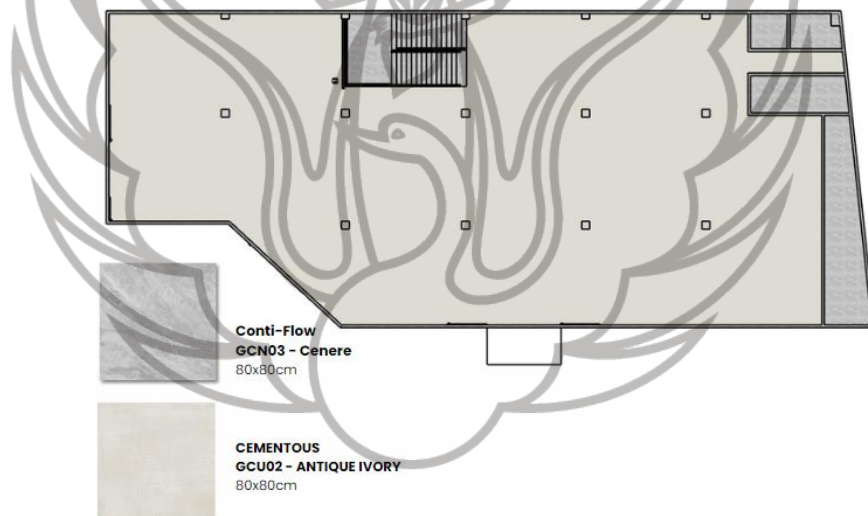 Conti-Flow
GCN03 - Cenere
80x80cm
CEMENTOUS
GCU02 - ANTIQUE IVORY
80x80cm